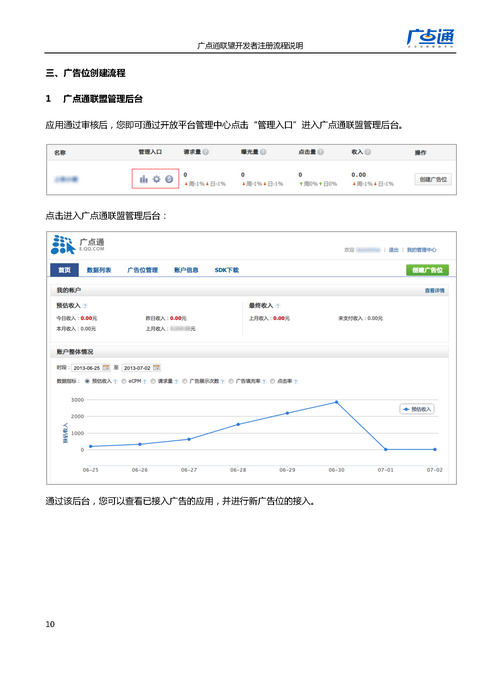 广点通联盟开发者注册流程说明
广点通
三、广告位创建流程
1 广点通联盟管理后台
应用通过审核后，您即可通过开放平台管理中心点击“管理入口”进入广点通联盟管理后台。
名称 管理入口 请求量 ? 曝光量 ? 点击量 ? 收入 ? 操作
0 0 0 0.00 创建广告位
周-1% 日-1% 周-1% 日-1% 周0% 日0% 周-1% 日-1%
点击进入广点通联盟管理后台：
广点通
E.QQ.COM
欢迎 | 退出 | 我的管理中心
首页 数据列表 广告位管理 账户信息 SDK下载 创建广告位
我的帐户 查看详情
预估收入 ? 最终收入 ?
今日收入：0.00元 昨日收入：0.00元 上月收入：0.00元 未支付收入：0.00元
本月收入：0.00元 上月收入： 元
账户整体情况
时段： 2013-06-25 至 2013-07-02
数据指标： 预估收入 ? eCPM ? 请求量 ? 广告展示次数 ? 广告填充率 ? 点击率 ?
3000
2000
1000
0
预估收入
预估收入
06-25 06-26 06-27 06-28 06-29 06-30 07-01 07-02
通过该后台，您可以查看已接入广告的应用，并进行新广告位的接入。
10